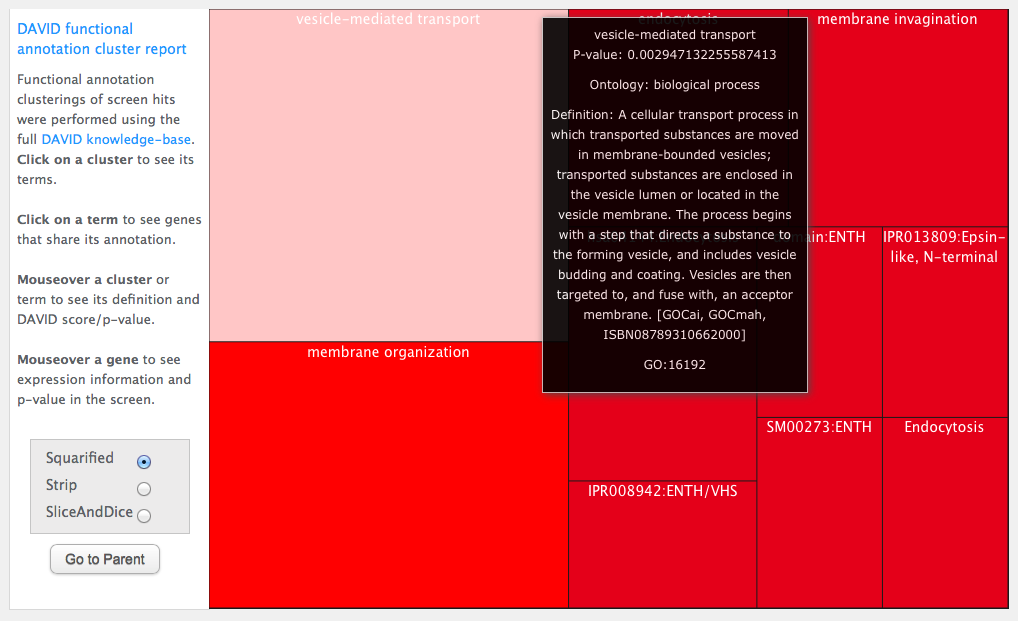 DAVID functional
annotation cluster report
Functional annotation
clusterings of screen hits
were performed using the
full DAVID knowledge-base.
Click on a cluster to see its
terms.
Click on a term to see genes
that share its annotation.
Mouseover a cluster or
term to see its definition and
DAVID score/p-value.
Mouseover a gene to see
expression information and
p-value in the screen.
Squarified
Strip
SliceAndDice
Go to Parent
vesicle-mediated transport
endocytosis
membrane invagination
vesicle-mediated transport
P-value: 0.002947132255587413
Ontology: biological process
Definition: A cellular transport process in
which transported substances are moved
in membrane-bounded vesicles;
transported substances are enclosed in
the vesicle lumen or located in the
vesicle membrane. The process begins
with a step that directs a substance to
the forming vesicle, and includes vesicle
budding and coating. Vesicles are then
targeted to, and fuse with, an acceptor
membrane. [GOCai, GOCmah,
ISBN08789310662000]
GO:16192
main:ENTH
IPR013809:Epsin-
like, N-terminal
membrane organization
SM00273:ENTH
Endocytosis
IPR008942:ENTH/VHS